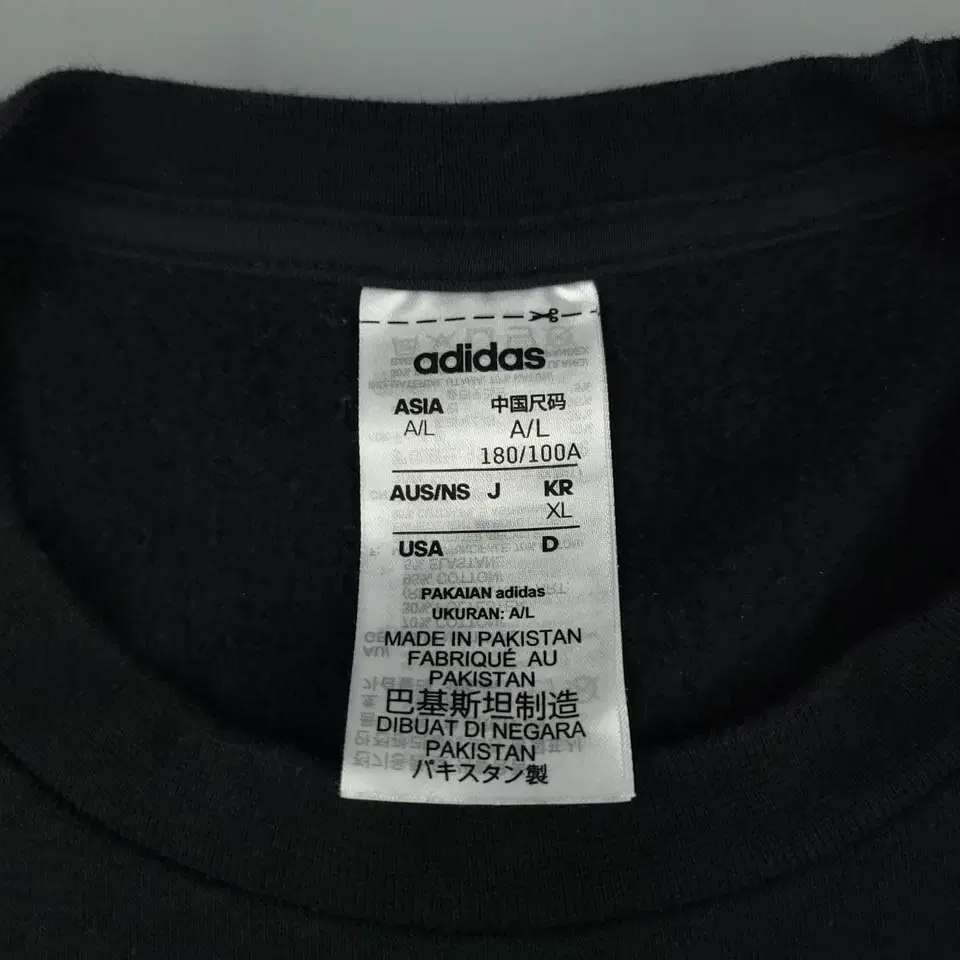 adidas
ASIA 中国尺码
A/L A/L
180/100A
AUS/NS J KR
XL
USA D
PAKAIAN adidas
UKURAN: A/L
MADE IN PAKISTAN
FABRIQUÉ AU
PAKISTAN
巴基斯坦制造
DIBUAT DI NEGARA
PAKISTAN
パキスタン製